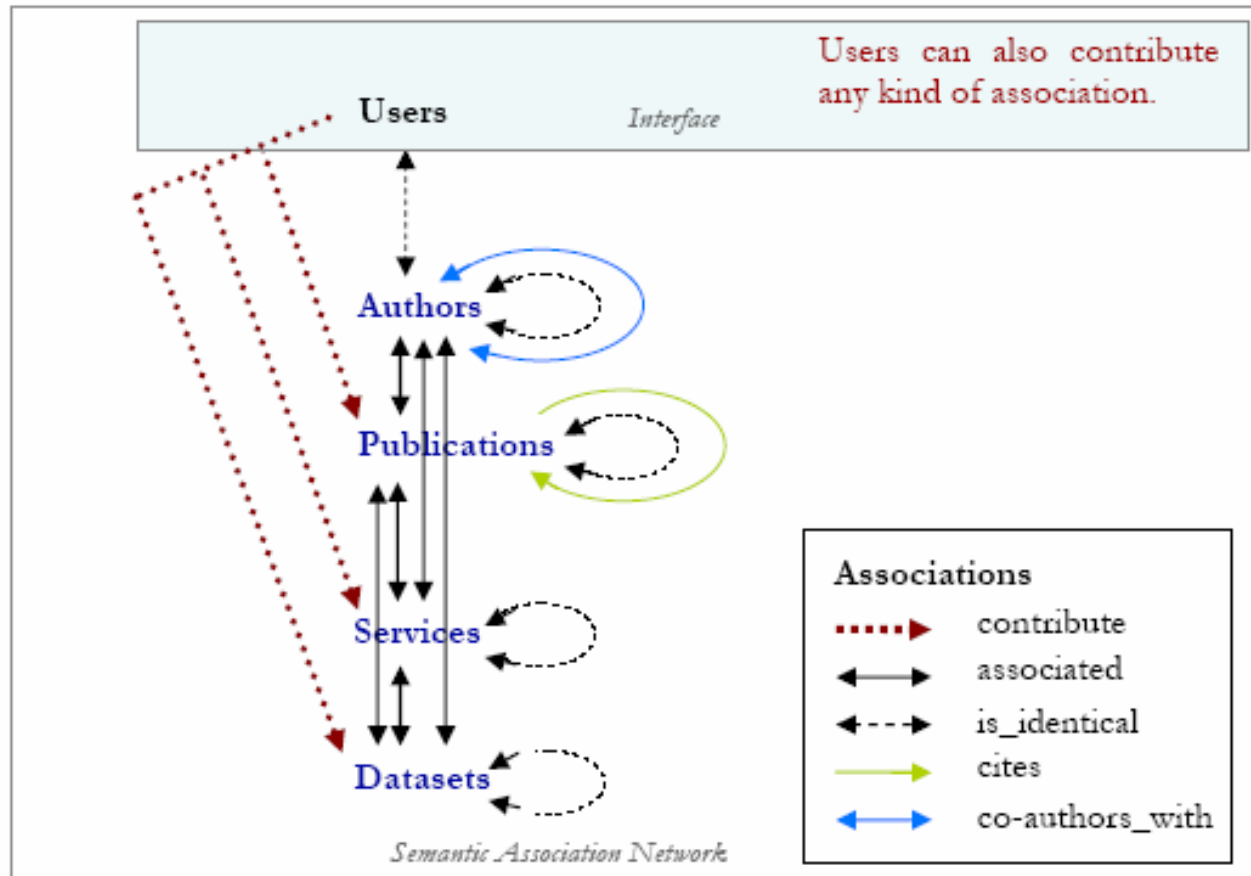 Users can also contribute
any kind of association.
Users
Interface
Authors
Publications
Services
Datasets
Semantic Association Network
Associations
contribute
associated
is_identical
cites
co-authors_with